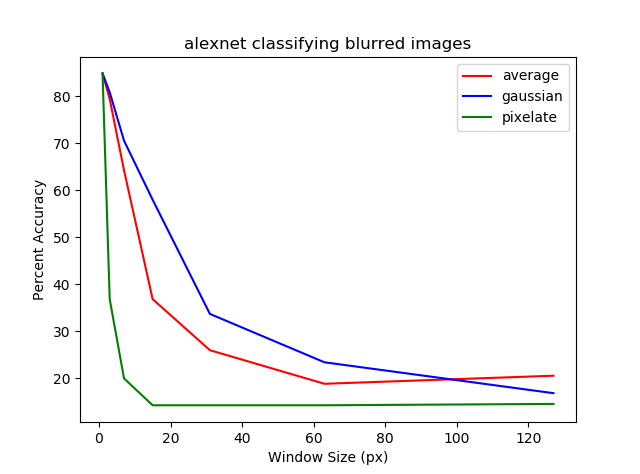 alexnet classifying blurred images
average
gaussian
pixelate
Percent Accuracy
80
70
60
50
40
30
20
0 20 40 60 80 100 120
Window Size (px)